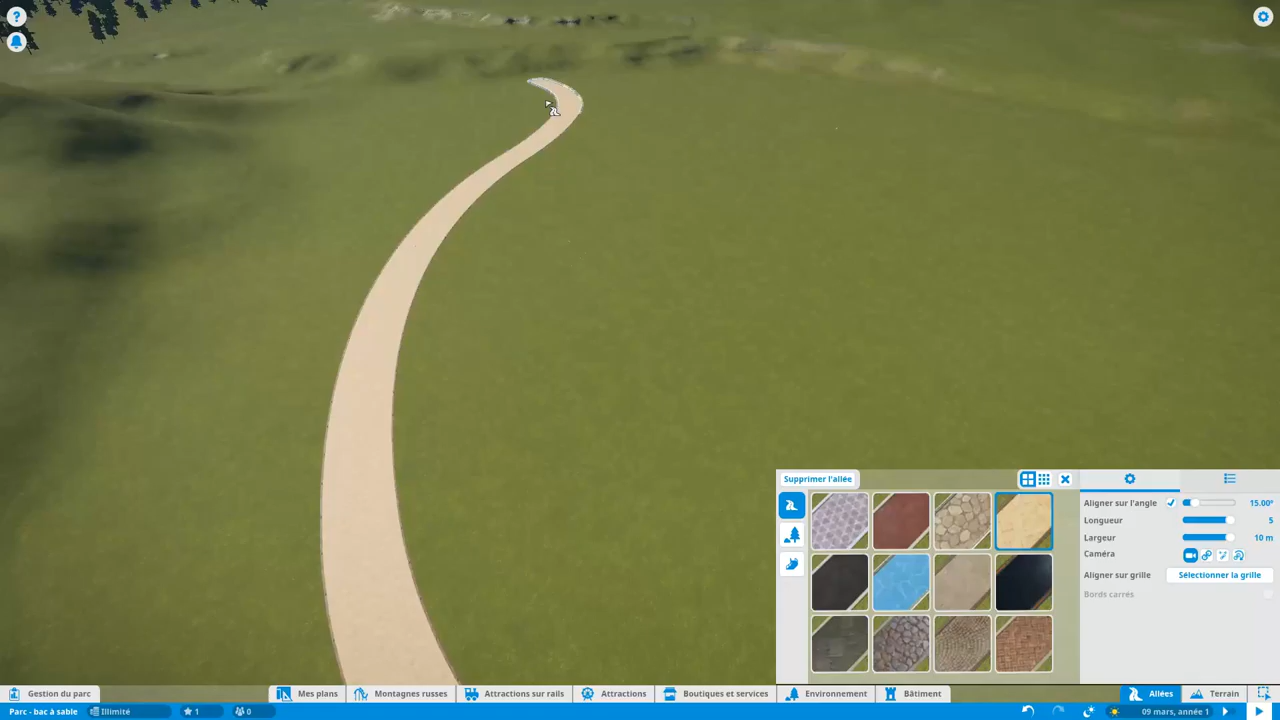 ?
Supprimer l'allée
Aligner sur l'angle 15.00°
Longueur 5
Largeur 10 m
Caméra
Aligner sur grille Sélectionner la grille
Bords carrés
Gestion du parc Mes plans Montagnes russes Attractions sur rails Attractions Boutiques et services Environnement Bâtiment Allées Terrain
Parc - bac à sable Illimité 1 0 09 mars, année 1